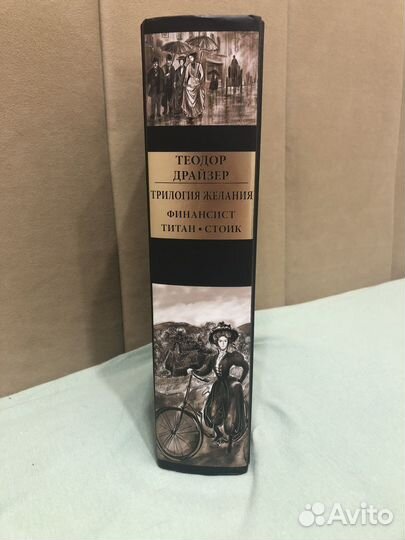 ТЕОДОР
ДРАЙЗЕР
ТРИЛОГИЯ ЖЕЛАНИЯ
ФИНАНСИСТ
ТИТАН • СТОИК
Avito